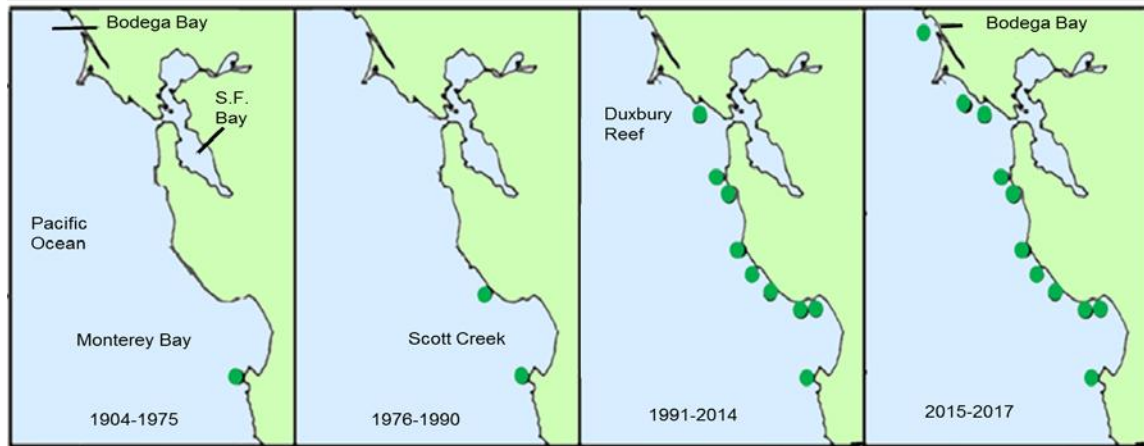 Bodega Bay
S.F.
Bay
Pacific
Ocean
Monterey Bay
1904-1975
Scott Creek
1976-1990
Duxbury
Reef
1991-2014
Bodega Bay
2015-2017